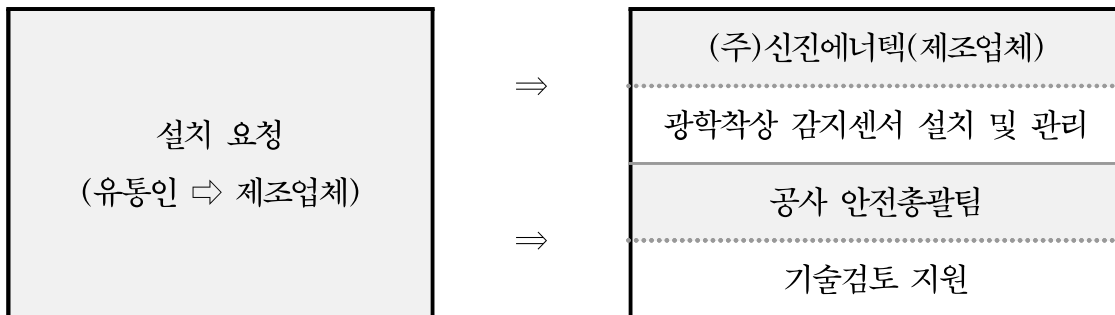 설치 요청
(유통인 ⇨ 제조업체)
⇒
⇒
(주)신진에너텍(제조업체)
광학착상 감지센서 설치 및 관리
공사 안전총괄팀
기술검토 지원